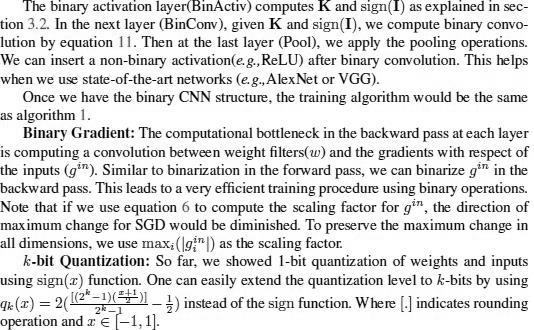 The binary activation layer(BinActiv) computes K and sign(I) as explained in sec-
tion 3.2. In the next layer (BinConv), given K and sign(I), we compute binary convo-
lution by equation 11. Then at the last layer (Pool), we apply the pooling operations.
We can insert a non-binary activation(e.g.,ReLU) after binary convolution. This helps
when we use state-of-the-art networks (e.g.,AlexNet or VGG).
Once we have the binary CNN structure, the training algorithm would be the same
as algorithm 1.
Binary Gradient: The computational bottleneck in the backward pass at each layer
is computing a convolution between weight filters(w) and the gradients with respect of
the inputs (g^{in}). Similar to binarization in the forward pass, we can binarize g^{in} in the
backward pass. This leads to a very efficient training procedure using binary operations.
Note that if we use equation 6 to compute the scaling factor for g^{in}, the direction of
maximum change for SGD would be diminished. To preserve the maximum change in
all dimensions, we use max_i(|g_i^{in}|) as the scaling factor.
k-bit Quantization: So far, we showed 1-bit quantization of weights and inputs
using sign(x) function. One can easily extend the quantization level to k-bits by using
q_k(x) = 2(\frac{[(2^k-1)(\frac{x+1}{2})]}{2^k-1} - \frac{1}{2}) instead of the sign function. Where [.] indicates rounding
operation and x ∈ [−1, 1].